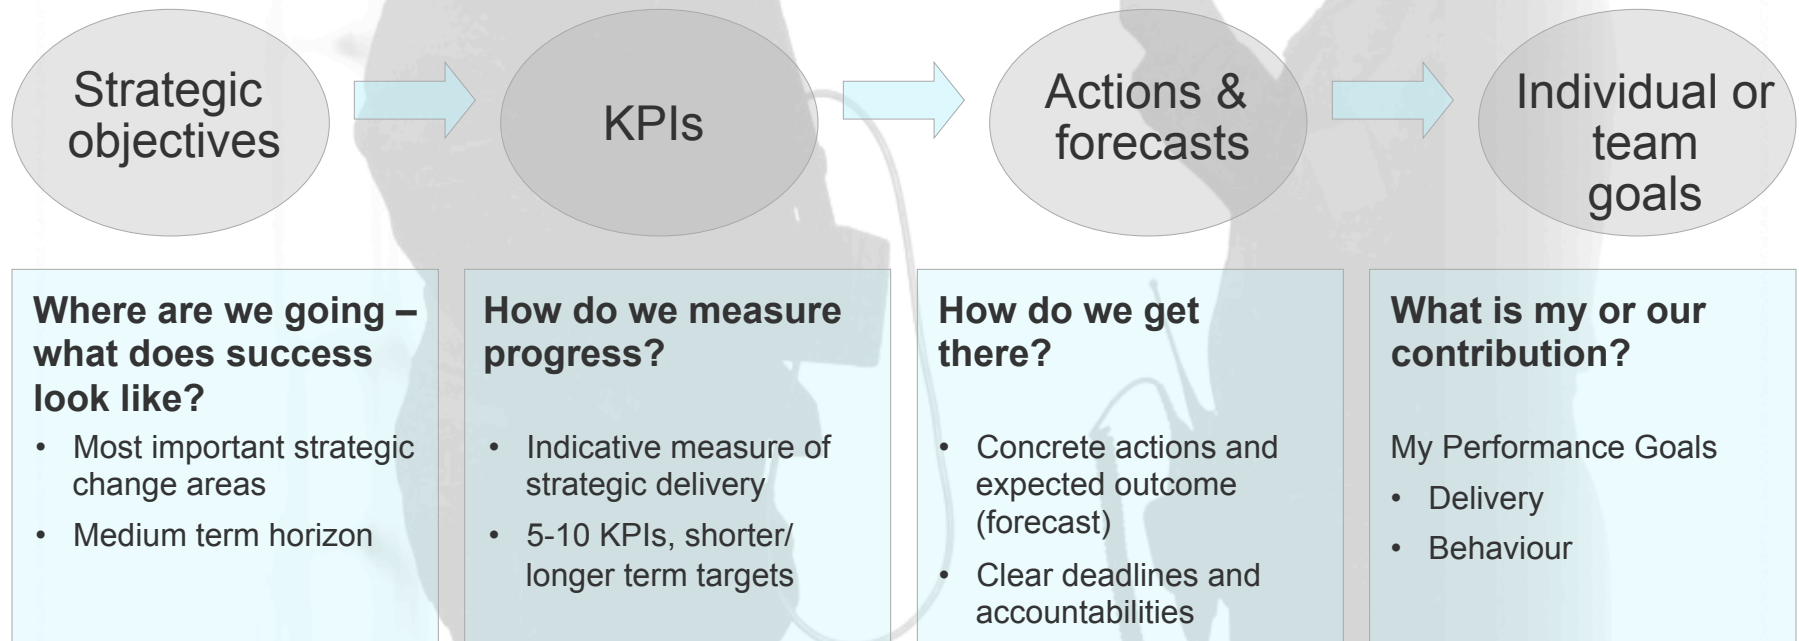 Strategic
objectives
KPIs
Actions &
forecasts
Individual or
team
goals
Where are we going –
what does success
look like?
• Most important strategic
change areas
• Medium term horizon
How do we measure
progress?
• Indicative measure of
strategic delivery
• 5-10 KPIs, shorter/
longer term targets
How do we get
there?
• Concrete actions and
expected outcome
(forecast)
• Clear deadlines and
accountabilities
What is my or our
contribution?
My Performance Goals
• Delivery
• Behaviour